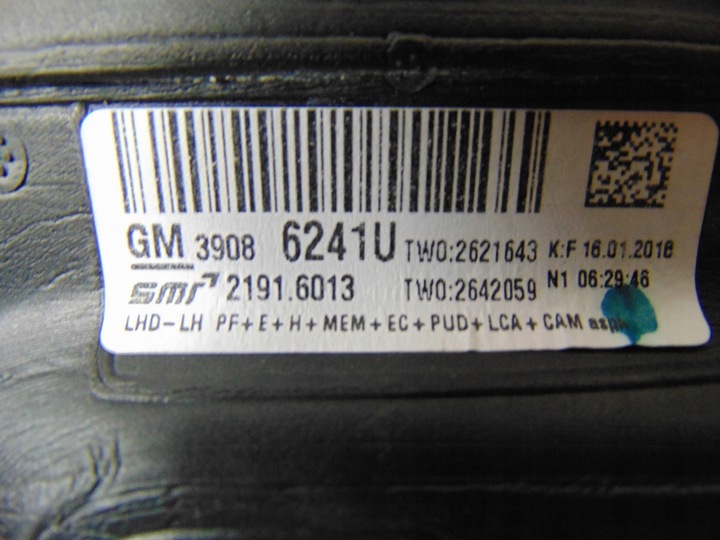 GM 3908 6241U TWO:2621643 K:F 16.01.2018
smr 2191.6013 TWO:2642059 N1 06:29:46
LHD-LH PF+E+H+MEM+EC+PUD+LCA+CAM